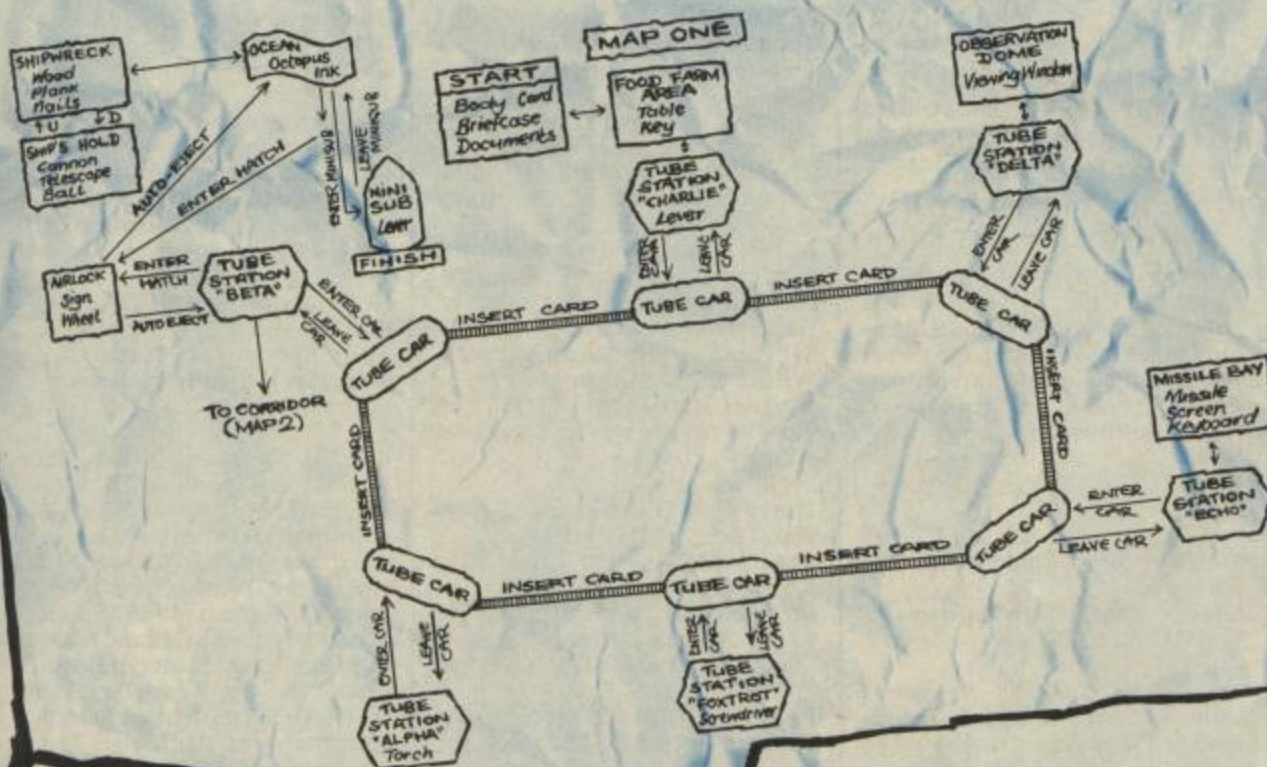 MAP ONE
SHIPWRECK
Wood
Plank
Nails
U
D
SHIP'S HOLD
Cannon
Telescope
Ball
OCEAN
Octopus
Ink
AUTO-EJECT
ENTER HATCH
ENTER MINISUB
LEAVE
MINISUB
MINI
SUB
Lever
FINISH
START
Body Card
Briefcase
Documents
FOOD FARM
AREA
Table
Key
TUBE
STATION
"CHARLIE"
Lever
ENTER
CAR
LEAVE
CAR
OBSERVATION
DOME
Viewing Window
TUBE
STATION
"DELTA"
ENTER
CAR
LEAVE CAR
AIRLOCK
Sign
Wheel
ENTER
HATCH
AUTO EJECT
TUBE
STATION
"BETA"
ENTER CAR
LEAVE
CAR
TO CORRIDOR
(MAP 2)
TUBE CAR
INSERT CARD
TUBE CAR
INSERT CARD
TUBE CAR
INSERT CARD
MISSILE BAY
Missile
Screen
Keyboard
TUBE
STATION
"ECHO"
ENTER
CAR
LEAVE CAR
TUBE CAR
INSERT CARD
TUBE CAR
INSERT CARD
TUBE CAR
INSERT CARD
ENTER CAR
LEAVE
CAR
TUBE
STATION
"ALPHA"
Torch
ENTER
CAR
LEAVE
CAR
TUBE
STATION
"FOXTROT"
Screwdriver